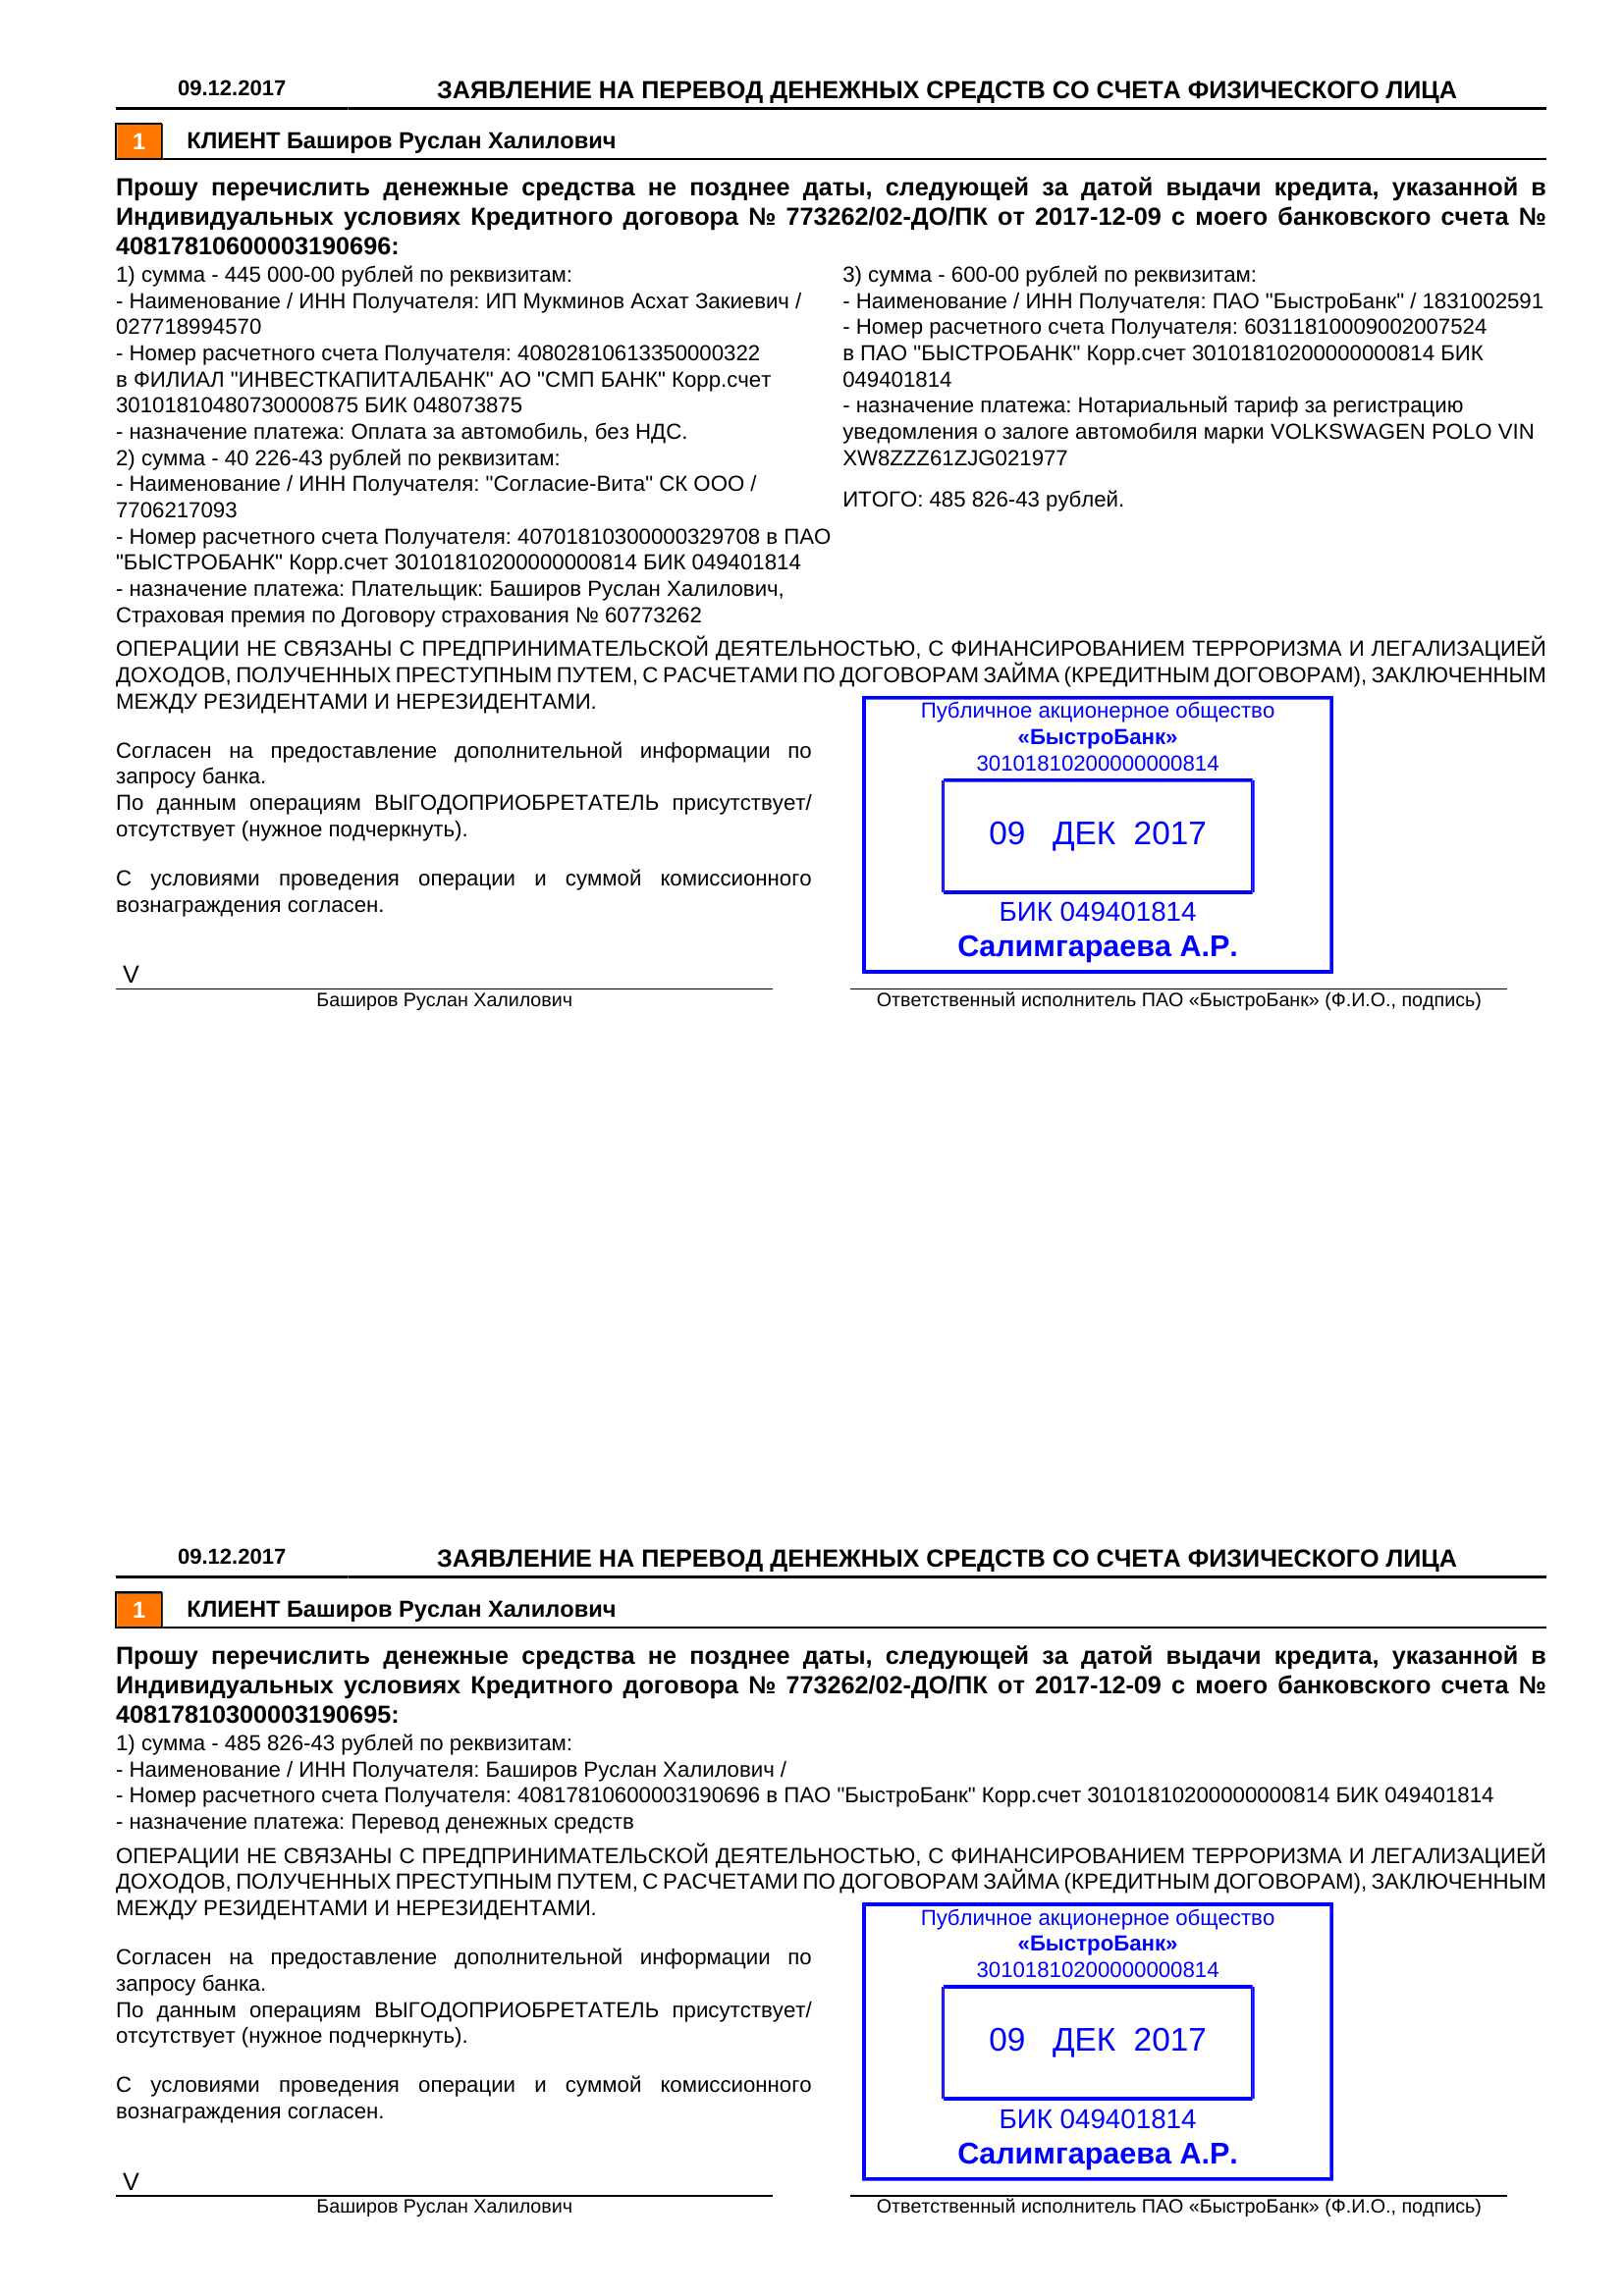 09.12.2017
ЗАЯВЛЕНИЕ НА ПЕРЕВОД ДЕНЕЖНЫХ СРЕДСТВ СО СЧЕТА ФИЗИЧЕСКОГО ЛИЦА
1
КЛИЕНТ Баширов Руслан Халилович
Прошу перечислить денежные средства не позднее даты, следующей за датой выдачи кредита, указанной в
Индивидуальных условиях Кредитного договора № 773262/02-ДО/ПК от 2017-12-09 с моего банковского счета №
40817810600003190696:
1) сумма - 445 000-00 рублей по реквизитам:
- Наименование / ИНН Получателя: ИП Мукминов Асхат Закиевич /
027718994570
- Номер расчетного счета Получателя: 40802810613350000322
в ФИЛИАЛ "ИНВЕСТКАПИТАЛБАНК" АО "СМП БАНК" Корр.счет
30101810480730000875 БИК 048073875
- назначение платежа: Оплата за автомобиль, без НДС.
2) сумма - 40 226-43 рублей по реквизитам:
- Наименование / ИНН Получателя: "Согласие-Вита" СК ООО /
7706217093
- Номер расчетного счета Получателя: 40701810300000329708 в ПАО
"БЫСТРОБАНК" Корр.счет 30101810200000000814 БИК 049401814
- назначение платежа: Плательщик: Баширов Руслан Халилович,
Страховая премия по Договору страхования № 60773262
3) сумма - 600-00 рублей по реквизитам:
- Наименование / ИНН Получателя: ПАО "БыстроБанк" / 1831002591
- Номер расчетного счета Получателя: 60311810009002007524
в ПАО "БЫСТРОБАНК" Корр.счет 30101810200000000814 БИК
049401814
- назначение платежа: Нотариальный тариф за регистрацию
уведомления о залоге автомобиля марки VOLKSWAGEN POLO VIN
XW8ZZZ61ZJG021977
ИТОГО: 485 826-43 рублей.
ОПЕРАЦИИ НЕ СВЯЗАНЫ С ПРЕДПРИНИМАТЕЛЬСКОЙ ДЕЯТЕЛЬНОСТЬЮ, С ФИНАНСИРОВАНИЕМ ТЕРРОРИЗМА И ЛЕГАЛИЗАЦИЕЙ
ДОХОДОВ, ПОЛУЧЕННЫХ ПРЕСТУПНЫМ ПУТЕМ, С РАСЧЕТАМИ ПО ДОГОВОРАМ ЗАЙМА (КРЕДИТНЫМ ДОГОВОРАМ), ЗАКЛЮЧЕННЫМ
МЕЖДУ РЕЗИДЕНТАМИ И НЕРЕЗИДЕНТАМИ.
Согласен на предоставление дополнительной информации по
запросу банка.
По данным операциям ВЫГОДОПРИОБРЕТАТЕЛЬ присутствует/
отсутствует (нужное подчеркнуть).
С условиями проведения операции и суммой комиссионного
вознаграждения согласен.
V
Баширов Руслан Халилович
Публичное акционерное общество
«БыстроБанк»
30101810200000000814
09 ДЕК 2017
БИК 049401814
Салимгараева А.Р.
Ответственный исполнитель ПАО «БыстроБанк» (Ф.И.О., подпись)
09.12.2017
ЗАЯВЛЕНИЕ НА ПЕРЕВОД ДЕНЕЖНЫХ СРЕДСТВ СО СЧЕТА ФИЗИЧЕСКОГО ЛИЦА
1
КЛИЕНТ Баширов Руслан Халилович
Прошу перечислить денежные средства не позднее даты, следующей за датой выдачи кредита, указанной в
Индивидуальных условиях Кредитного договора № 773262/02-ДО/ПК от 2017-12-09 с моего банковского счета №
40817810300003190695:
1) сумма - 485 826-43 рублей по реквизитам:
- Наименование / ИНН Получателя: Баширов Руслан Халилович /
- Номер расчетного счета Получателя: 40817810600003190696 в ПАО "БыстроБанк" Корр.счет 30101810200000000814 БИК 049401814
- назначение платежа: Перевод денежных средств
ОПЕРАЦИИ НЕ СВЯЗАНЫ С ПРЕДПРИНИМАТЕЛЬСКОЙ ДЕЯТЕЛЬНОСТЬЮ, С ФИНАНСИРОВАНИЕМ ТЕРРОРИЗМА И ЛЕГАЛИЗАЦИЕЙ
ДОХОДОВ, ПОЛУЧЕННЫХ ПРЕСТУПНЫМ ПУТЕМ, С РАСЧЕТАМИ ПО ДОГОВОРАМ ЗАЙМА (КРЕДИТНЫМ ДОГОВОРАМ), ЗАКЛЮЧЕННЫМ
МЕЖДУ РЕЗИДЕНТАМИ И НЕРЕЗИДЕНТАМИ.
Согласен на предоставление дополнительной информации по
запросу банка.
По данным операциям ВЫГОДОПРИОБРЕТАТЕЛЬ присутствует/
отсутствует (нужное подчеркнуть).
С условиями проведения операции и суммой комиссионного
вознаграждения согласен.
V
Баширов Руслан Халилович
Публичное акционерное общество
«БыстроБанк»
30101810200000000814
09 ДЕК 2017
БИК 049401814
Салимгараева А.Р.
Ответственный исполнитель ПАО «БыстроБанк» (Ф.И.О., подпись)